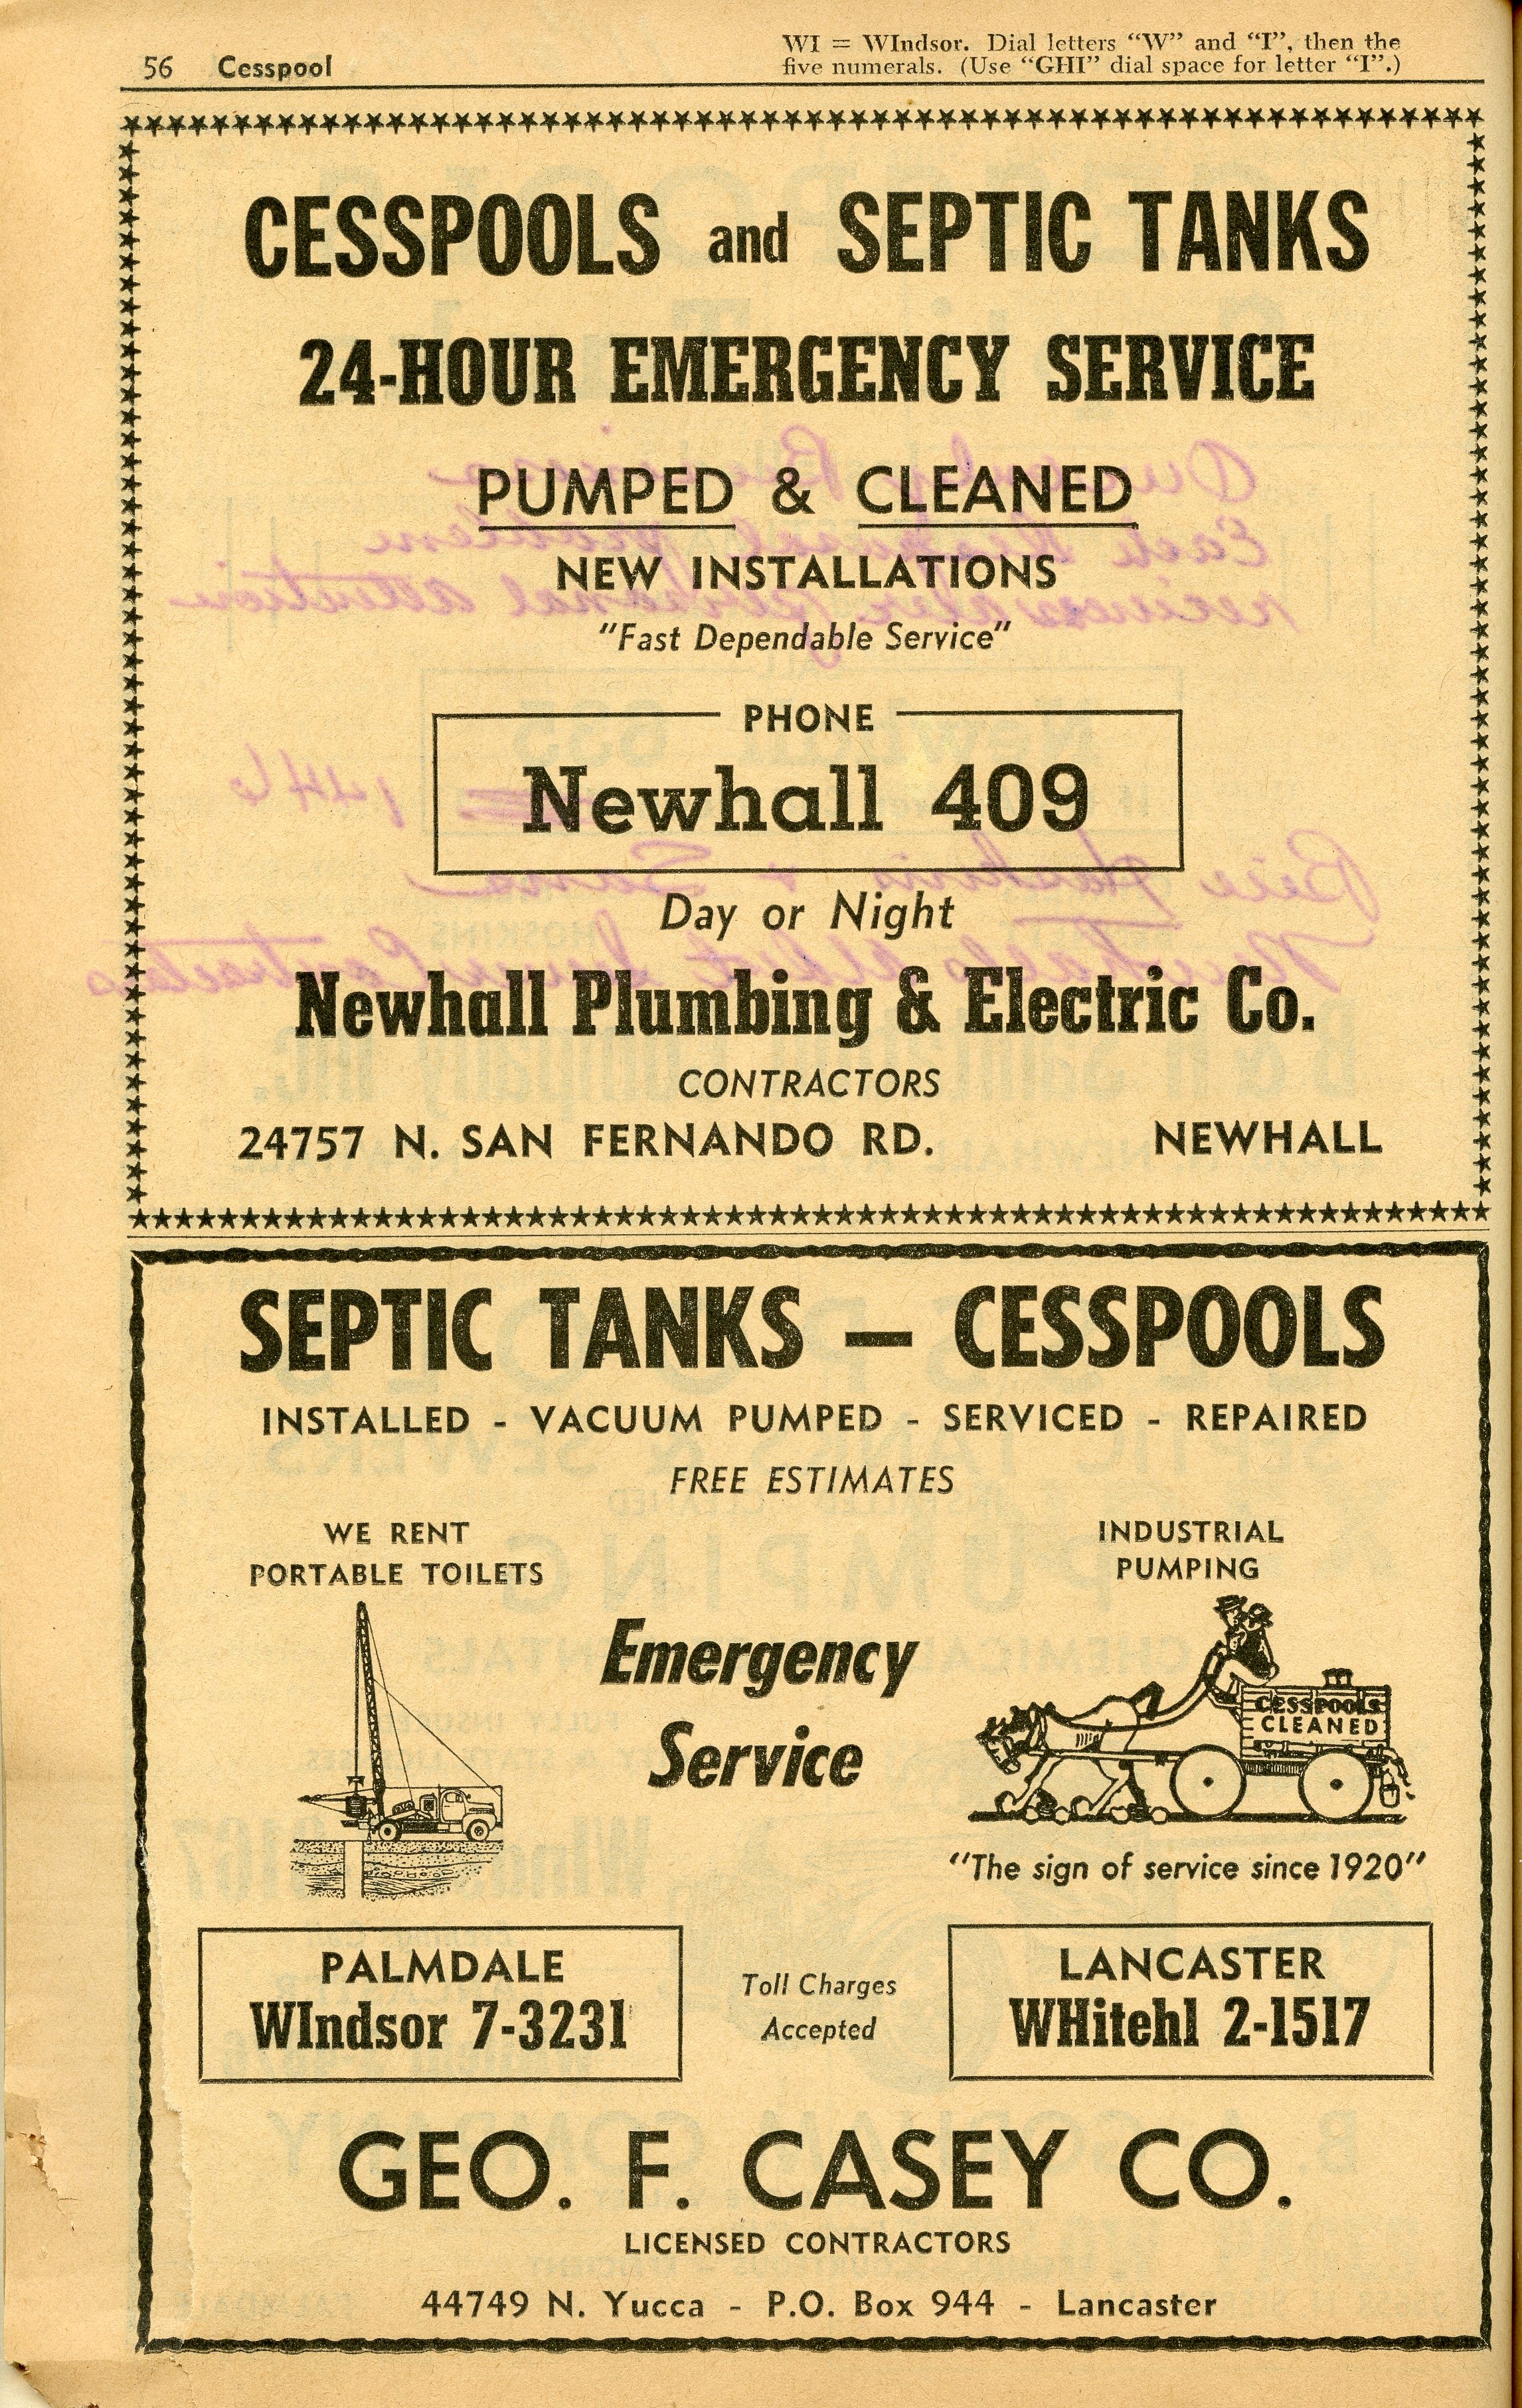 56 Cesspool
WI = WIndsor. Dial letters "W" and "I", then the
five numerals. (Use "GHI" dial space for letter "I".)
CESSPOOLS and SEPTIC TANKS
24-HOUR EMERGENCY SERVICE
PUMPED & CLEANED
NEW INSTALLATIONS
"Fast Dependable Service"
PHONE
Newhall 409
Day or Night
Newhall Plumbing & Electric Co.
CONTRACTORS
24757 N. SAN FERNANDO RD. NEWHALL
SEPTIC TANKS — CESSPOOLS
INSTALLED - VACUUM PUMPED - SERVICED - REPAIRED
FREE ESTIMATES
WE RENT
PORTABLE TOILETS
INDUSTRIAL
PUMPING
Emergency
Service
CESSPOOLS
CLEANED
"The sign of service since 1920"
PALMDALE
WIndsor 7-3231
Toll Charges
Accepted
LANCASTER
WHitehl 2-1517
GEO. F. CASEY CO.
LICENSED CONTRACTORS
44749 N. Yucca - P.O. Box 944 - Lancaster